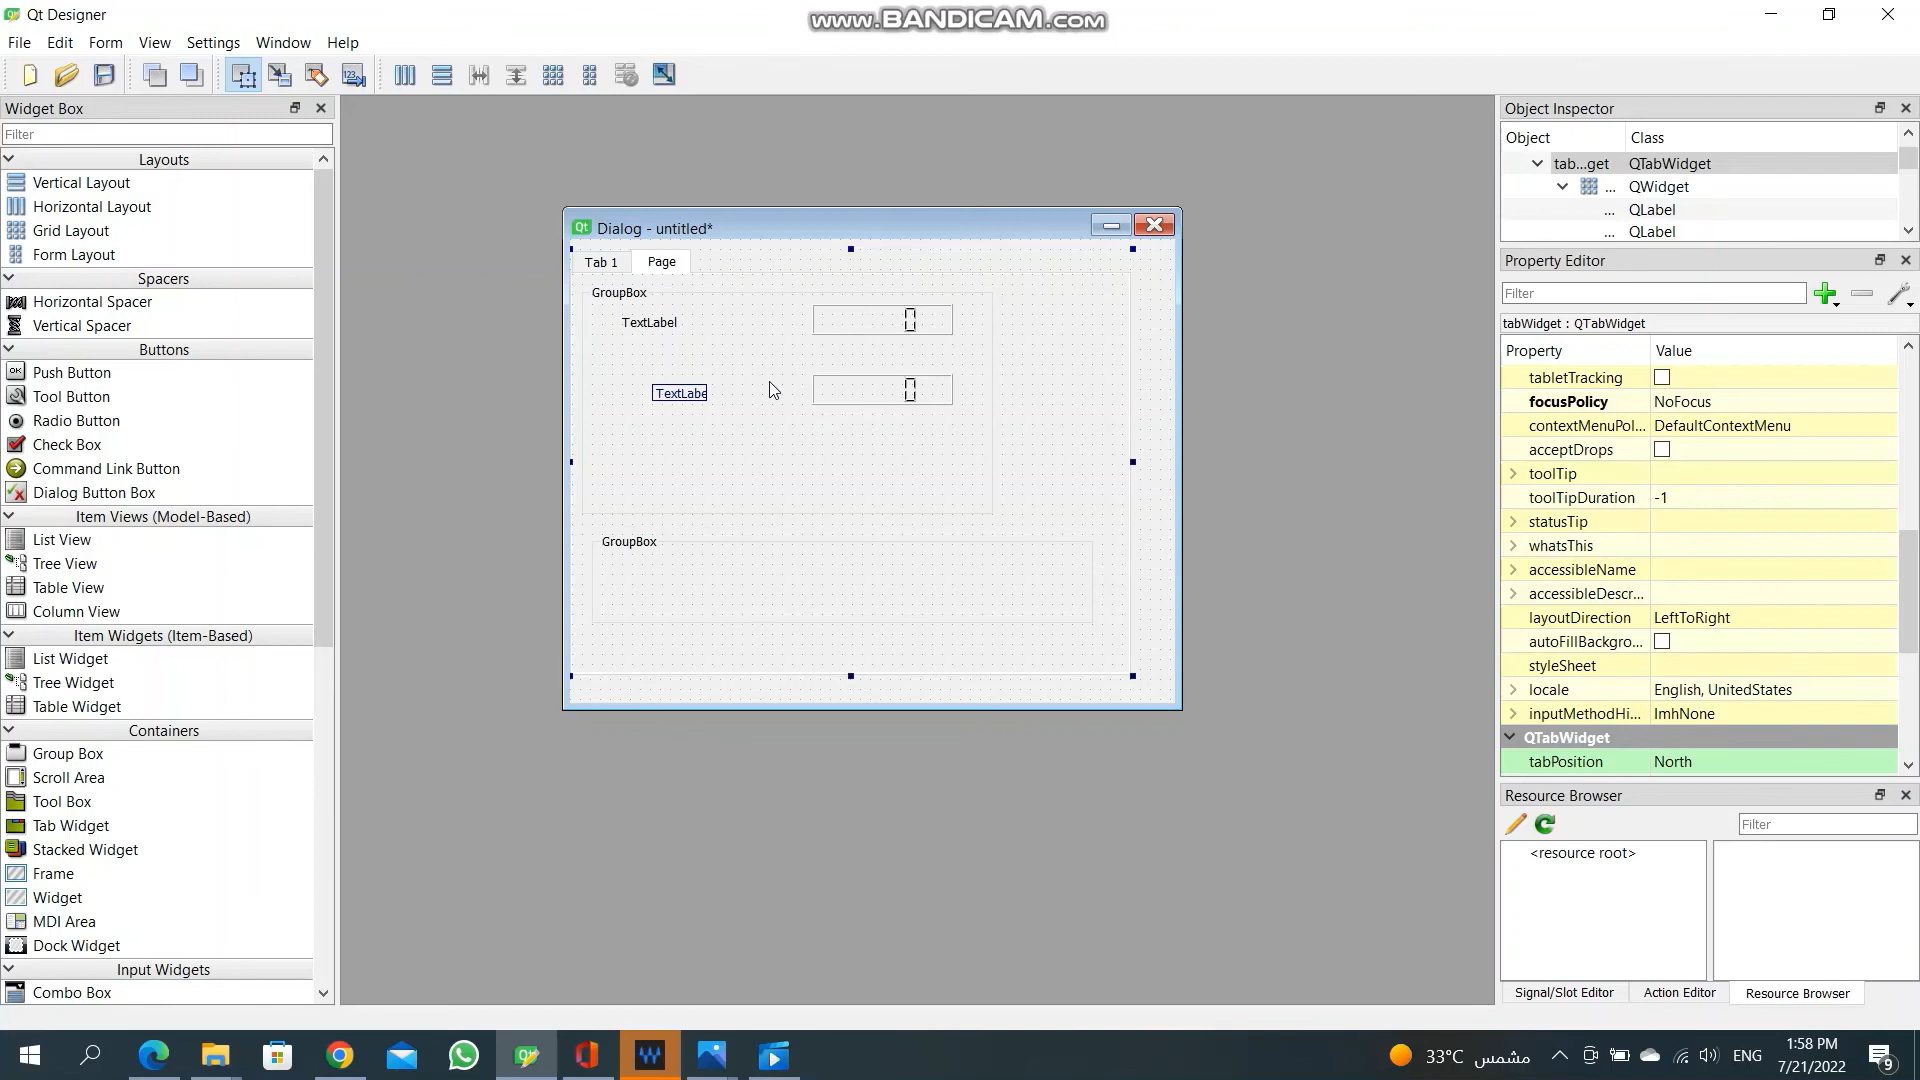 Qt Designer
www.BANDICAM.com
File Edit Form View Settings Window Help
Widget Box
Filter
Layouts
Vertical Layout
Horizontal Layout
Grid Layout
Form Layout
Spacers
Horizontal Spacer
Vertical Spacer
Buttons
Push Button
Tool Button
Radio Button
Check Box
Command Link Button
Dialog Button Box
Item Views (Model-Based)
List View
Tree View
Table View
Column View
Item Widgets (Item-Based)
List Widget
Tree Widget
Table Widget
Containers
Group Box
Scroll Area
Tool Box
Tab Widget
Stacked Widget
Frame
Widget
MDI Area
Dock Widget
Input Widgets
Combo Box
Dialog - untitled*
Tab 1 Page
GroupBox
TextLabel 0
TextLabe 0
GroupBox
Object Inspector
Object Class
tab...get QTabWidget
... QWidget
... QLabel
... QLabel
Property Editor
Filter
tabWidget : QTabWidget
Property Value
tabletTracking
focusPolicy NoFocus
contextMenuPol... DefaultContextMenu
acceptDrops
toolTip
toolTipDuration -1
statusTip
whatsThis
accessibleName
accessibleDescr...
layoutDirection LeftToRight
autoFillBackgro...
styleSheet
locale English, UnitedStates
inputMethodHi... ImhNone
QTabWidget
tabPosition North
Resource Browser
Filter
<resource root>
Signal/Slot Editor Action Editor Resource Browser
33°C مشمس ENG 1:58 PM
7/21/2022 9